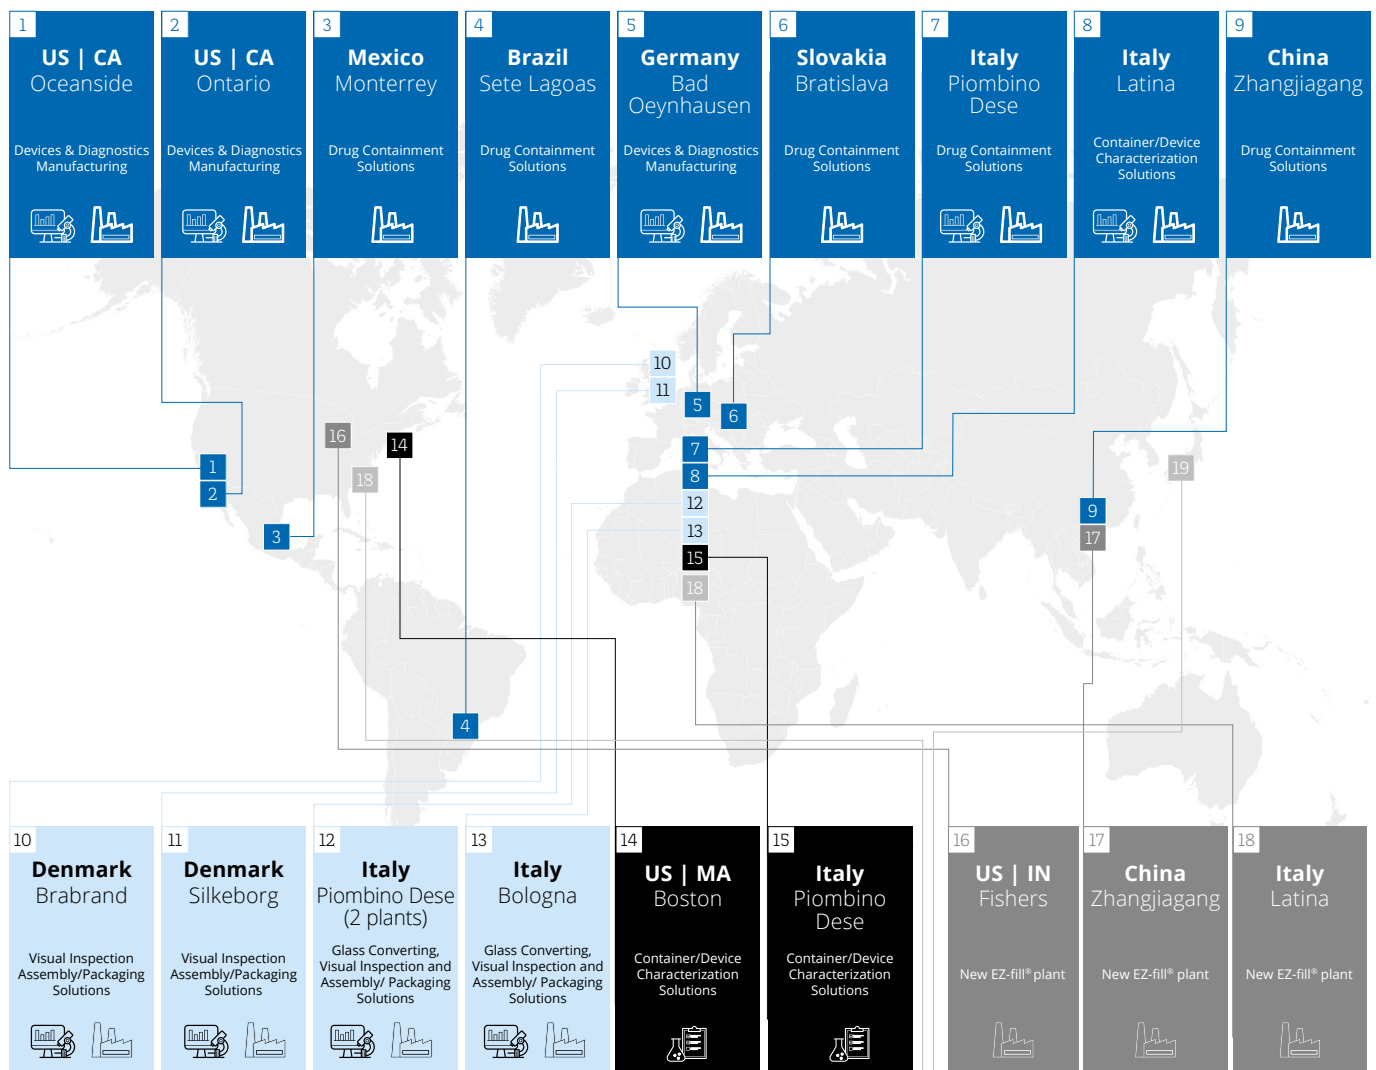 1
US | CA
Oceanside
Devices & Diagnostics
Manufacturing
2
US | CA
Ontario
Devices & Diagnostics
Manufacturing
3
Mexico
Monterrey
Drug Containment
Solutions
4
Brazil
Sete Lagoas
Drug Containment
Solutions
5
Germany
Bad
Oeynhausen
Devices & Diagnostics
Manufacturing
6
Slovakia
Bratislava
Drug Containment
Solutions
7
Italy
Piombino
Dese
Drug Containment
Solutions
8
Italy
Latina
Container/Device
Characterization
Solutions
9
China
Zhangjiagang
Drug Containment
Solutions
10
11
5
6
16
14
7
1
18
8
19
2
12
9
3
13
17
15
18
4
10
Denmark
Brabrand
Visual Inspection
Assembly/Packaging
Solutions
11
Denmark
Silkeborg
Visual Inspection
Assembly/Packaging
Solutions
12
Italy
Piombino Dese
(2 plants)
Glass Converting,
Visual Inspection and
Assembly/ Packaging
Solutions
13
Italy
Bologna
Glass Converting,
Visual Inspection and
Assembly/ Packaging
Solutions
14
US | MA
Boston
Container/Device
Characterization
Solutions
15
Italy
Piombino
Dese
Container/Device
Characterization
Solutions
16
US | IN
Fishers
New EZ-fill® plant
17
China
Zhangjiagang
New EZ-fill® plant
18
Italy
Latina
New EZ-fill® plant